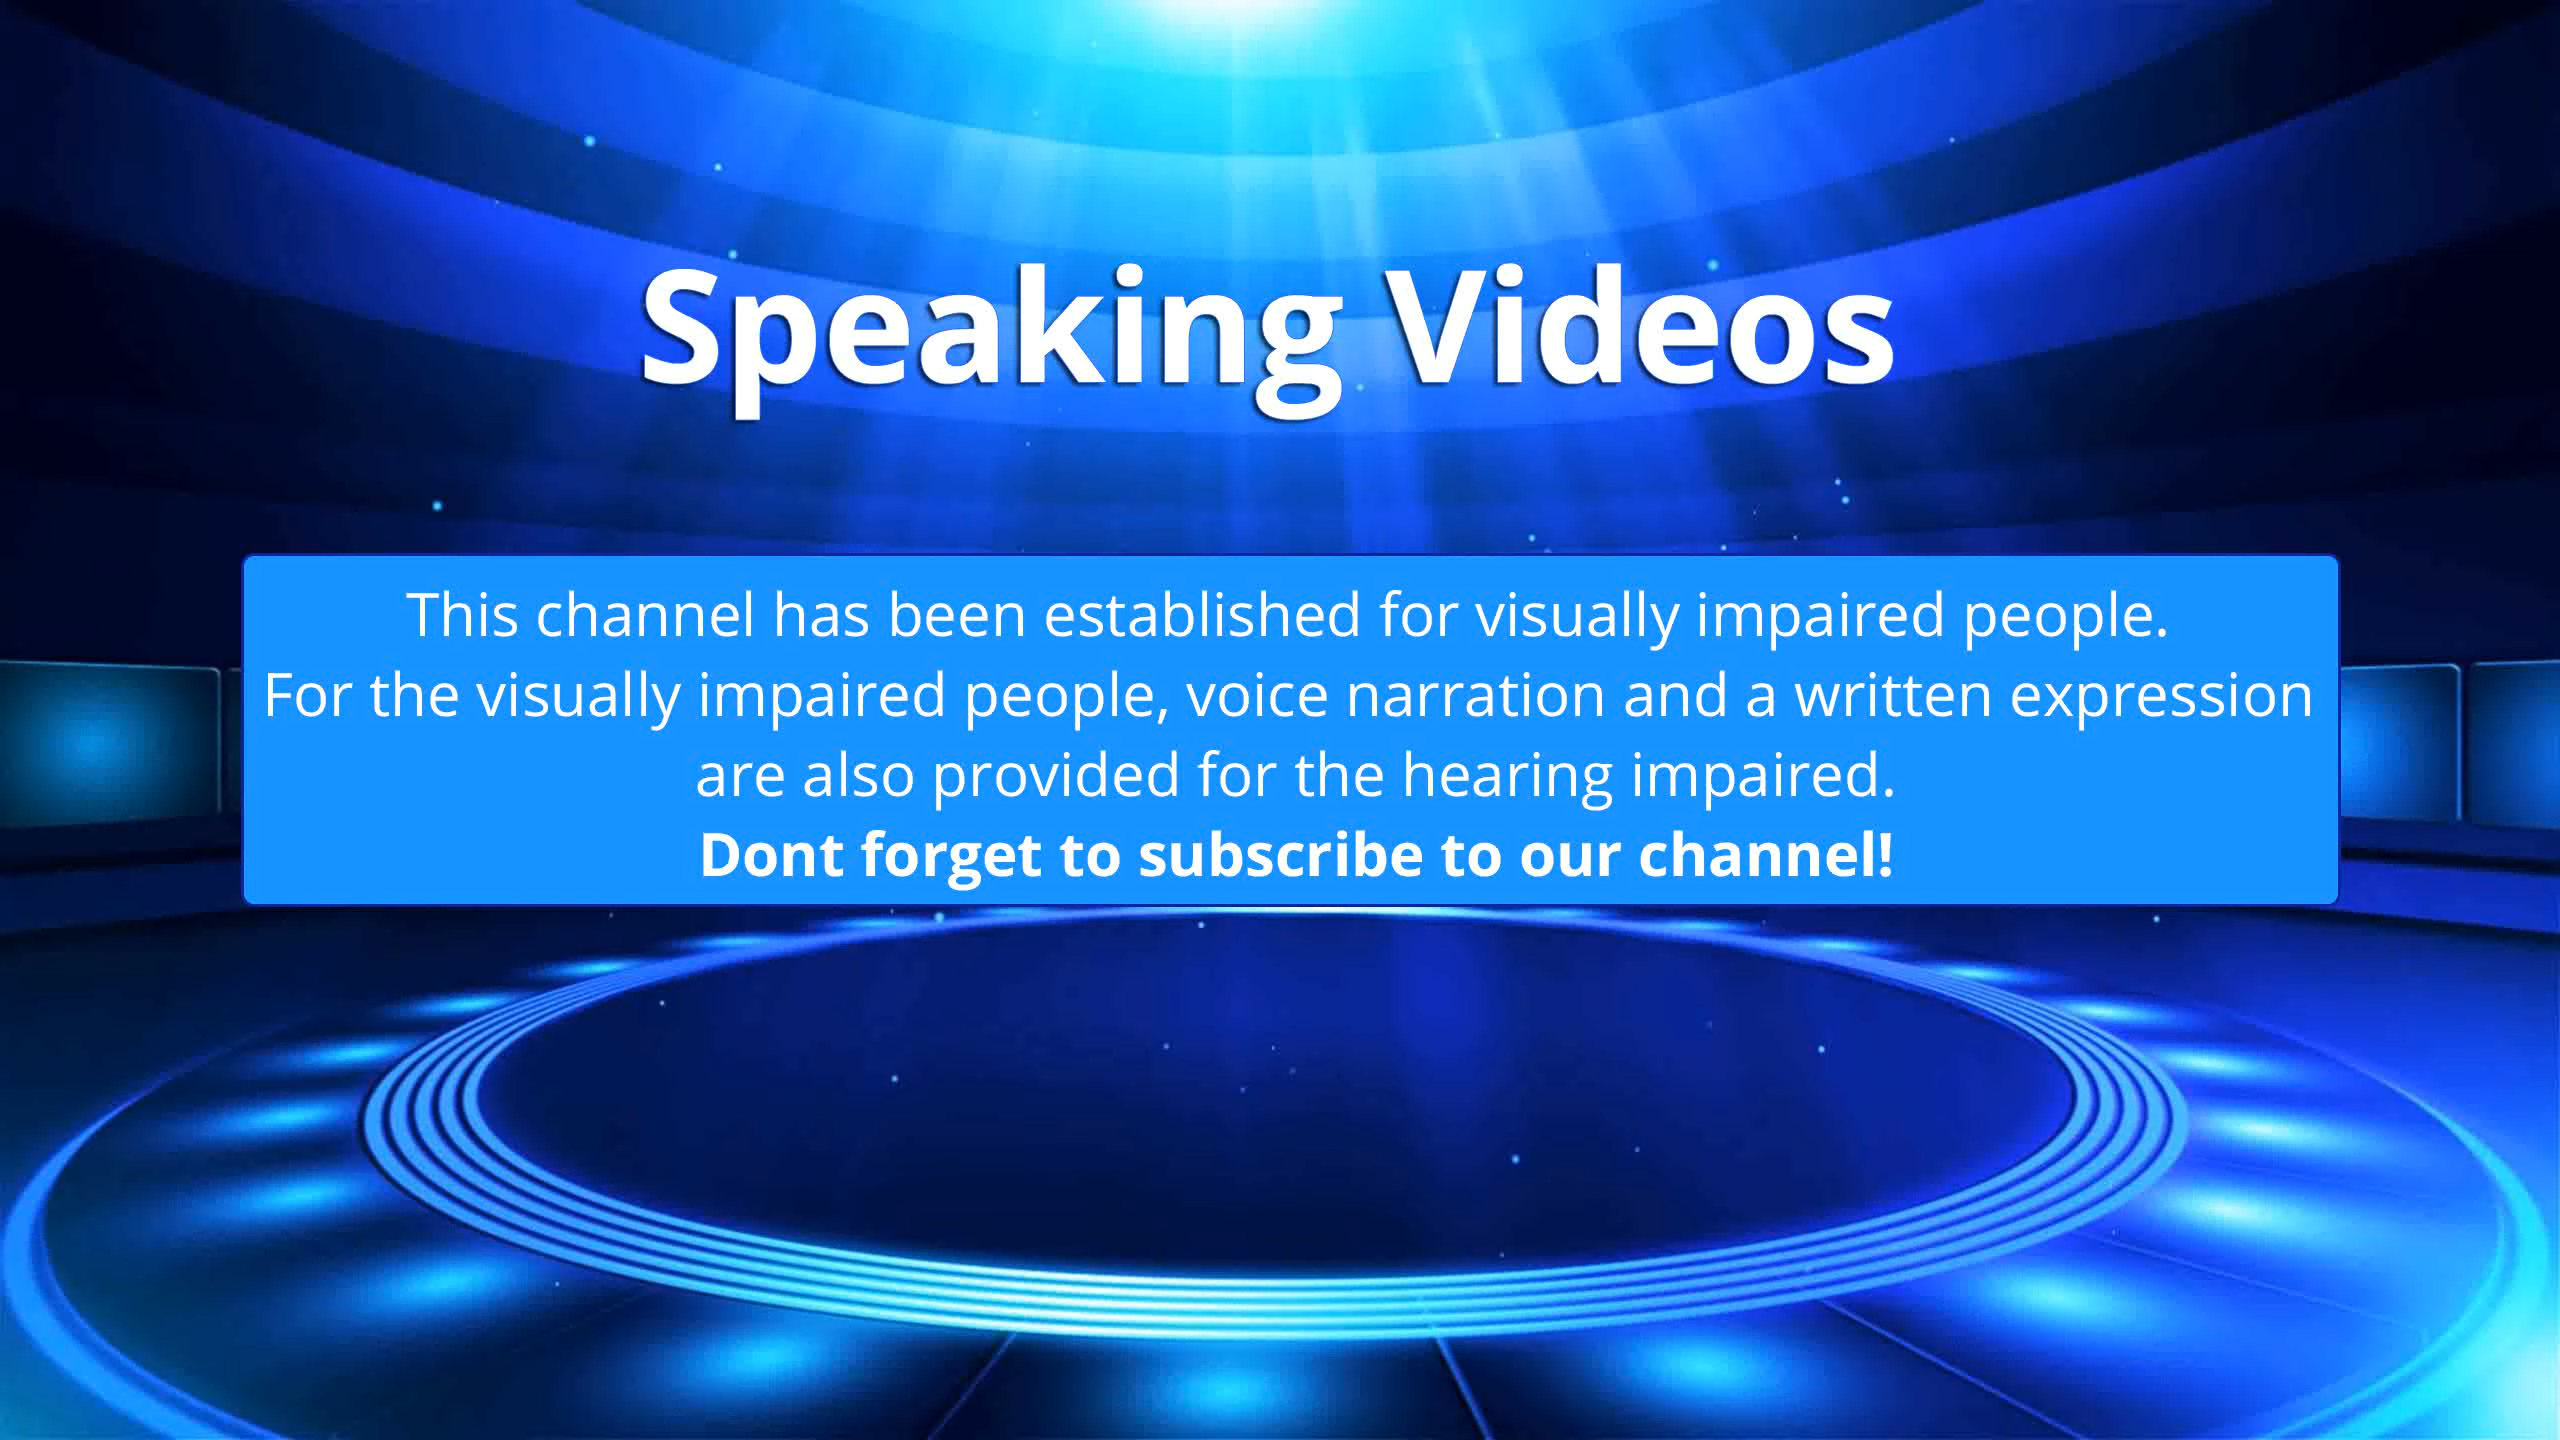 Speaking Videos
This channel has been established for visually impaired people.
For the visually impaired people, voice narration and a written expression
are also provided for the hearing impaired.
Dont forget to subscribe to our channel!